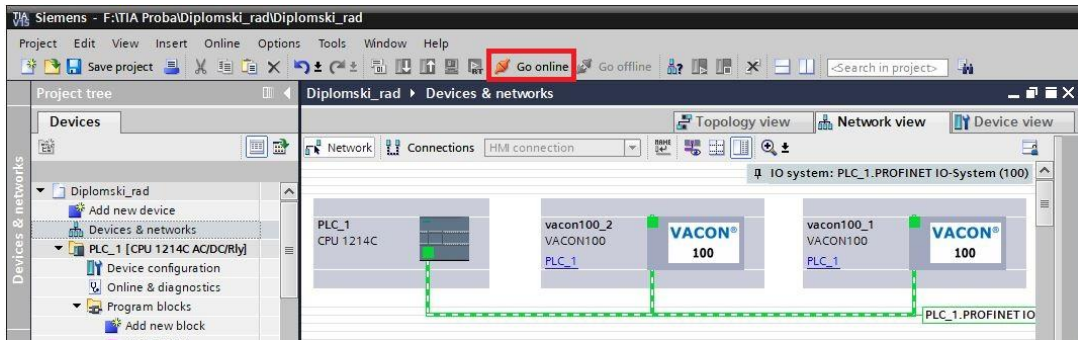 Siemens - F:\TIA Proba\Diplomski_rad\Diplomski_rad
Project Edit View Insert Online Options Tools Window Help
Save project Go online Go offline <Search in project>
Project tree
Diplomski_rad ▸ Devices & networks
Devices
Topology view Network view Device view
Network Connections HMI connection
IO system: PLC_1.PROFINET IO-System (100)
Devices & networks
Diplomski_rad
Add new device
Devices & networks
PLC_1 [CPU 1214C AC/DC/Rly]
Device configuration
Online & diagnostics
Program blocks
Add new block
PLC_1
CPU 1214C
vacon100_2
VACON100
PLC_1
VACON®
100
vacon100_1
VACON100
PLC_1
VACON®
100
PLC_1.PROFINET IO